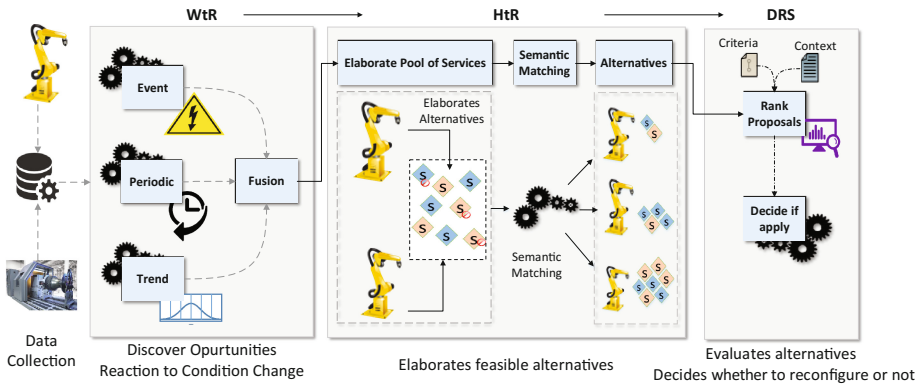 WtR
HtR
DRS
Event
Periodic
Trend
Fusion
Elaborate Pool of Services
Semantic
Matching
Alternatives
Elaborates
Alternatives
S
S
S
S
S
S
S
S
S
Semantic
Matching
S
S
S
S
S
S
S
S
S
S
S
S
S
Criteria
Context
Rank
Proposals
Decide if
apply
Data
Collection
Discover Opurtunities
Reaction to Condition Change
Elaborates feasible alternatives
Evaluates alternatives
Decides whether to reconfigure or not